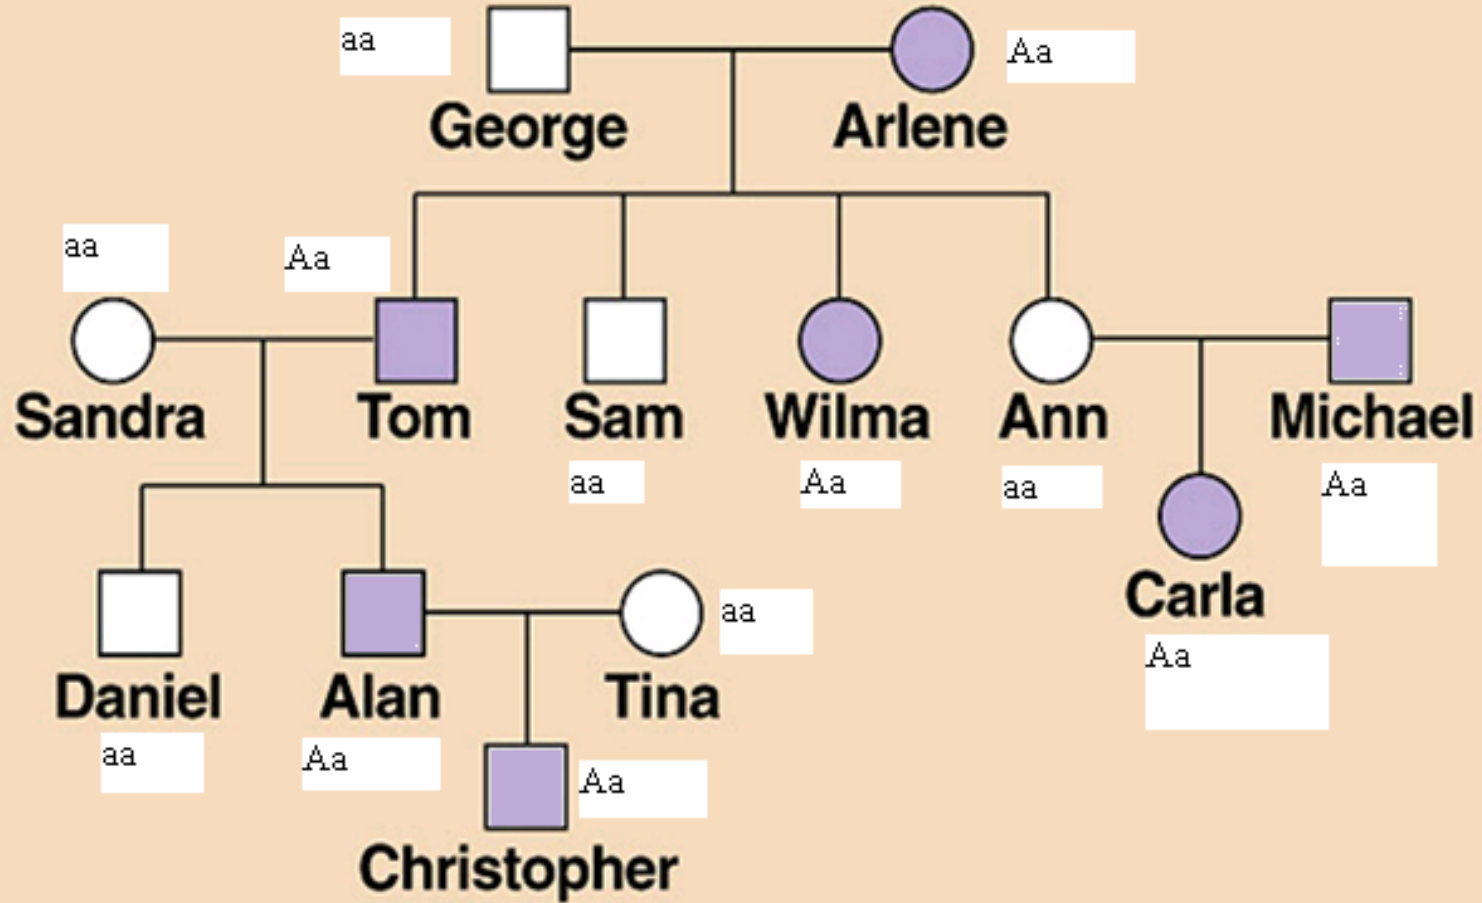 aa
Aa
George
Arlene
aa
Aa
Sandra
Tom
Sam
Wilma
Ann
Michael
aa
Aa
aa
Aa
Carla
Aa
aa
Daniel
Alan
Tina
aa
Aa
Aa
Christopher